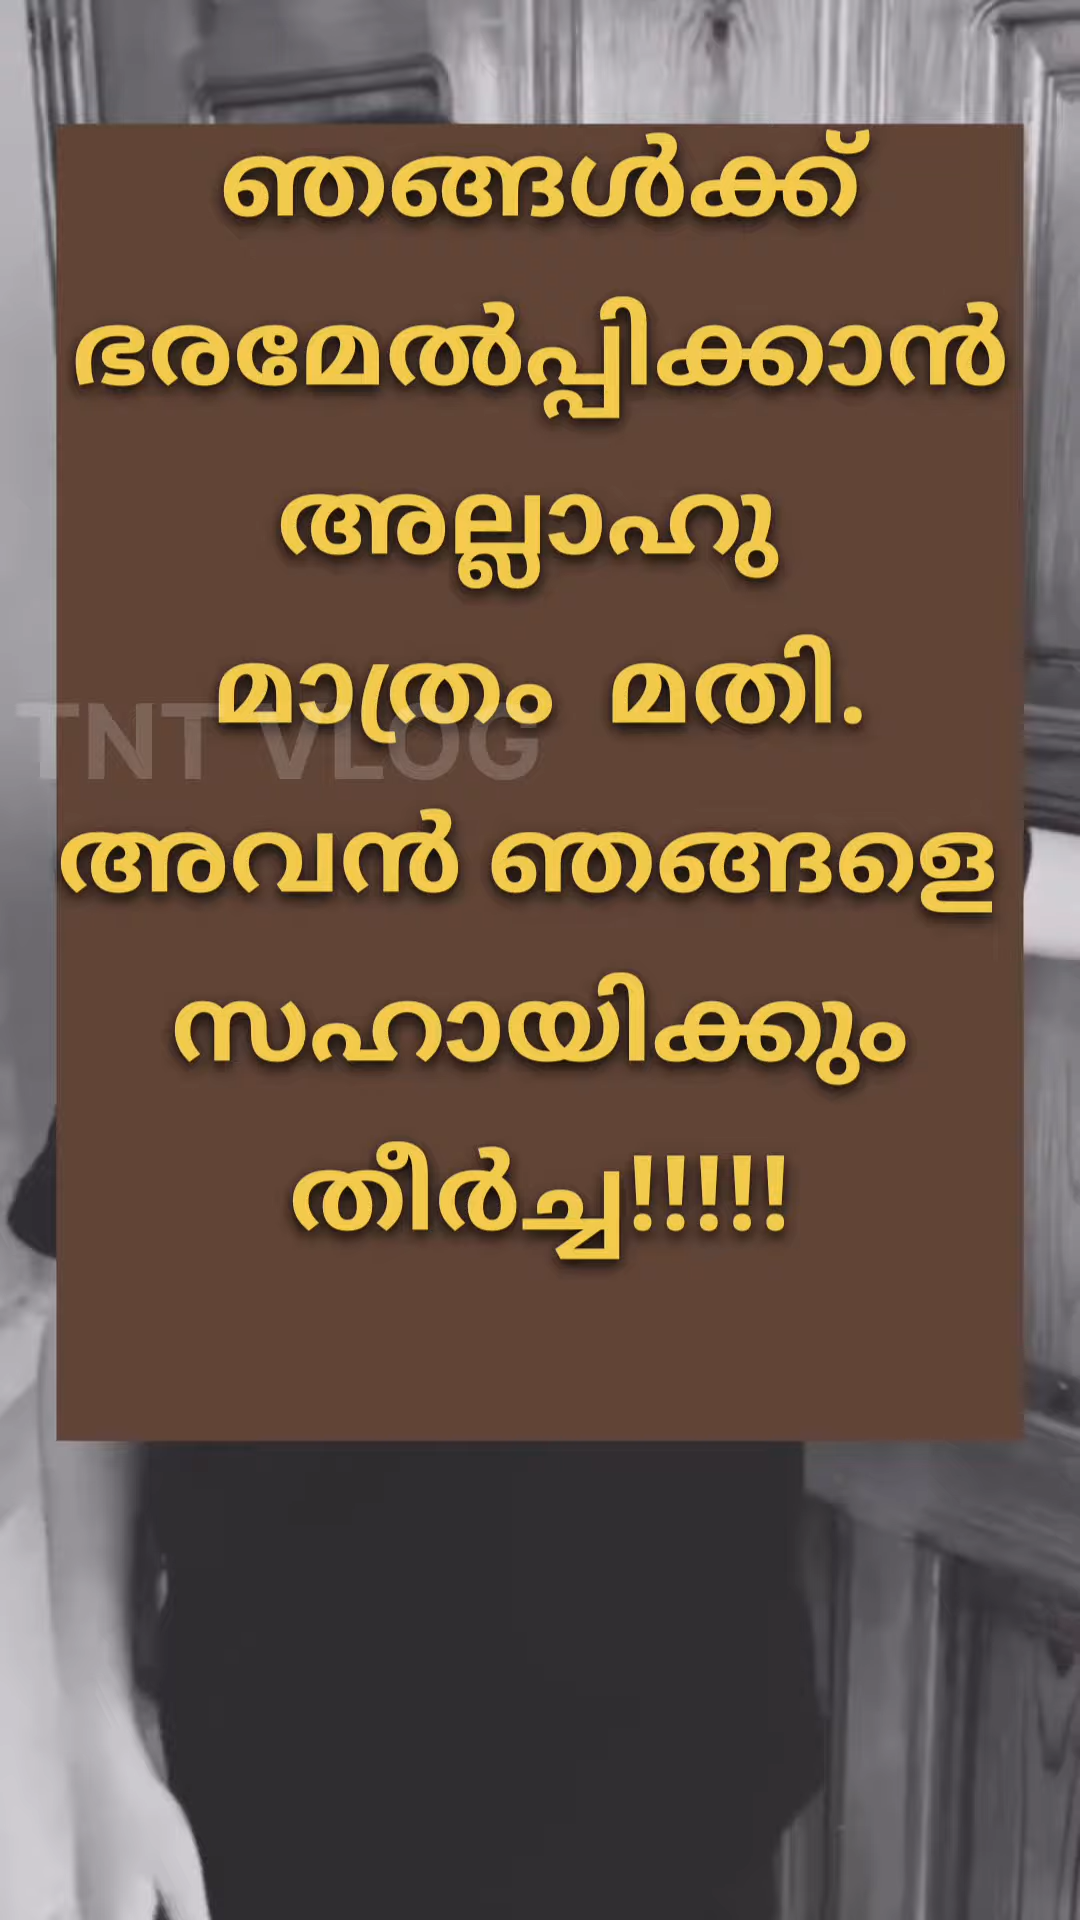 ഞങ്ങൾക്ക്
ഭരമേൽപ്പിക്കാൻ
അല്ലാഹു
മാത്രം മതി.
TNT VLOG
അവൻ ഞങ്ങളെ
സഹായിക്കും
തീർച്ച!!!!!